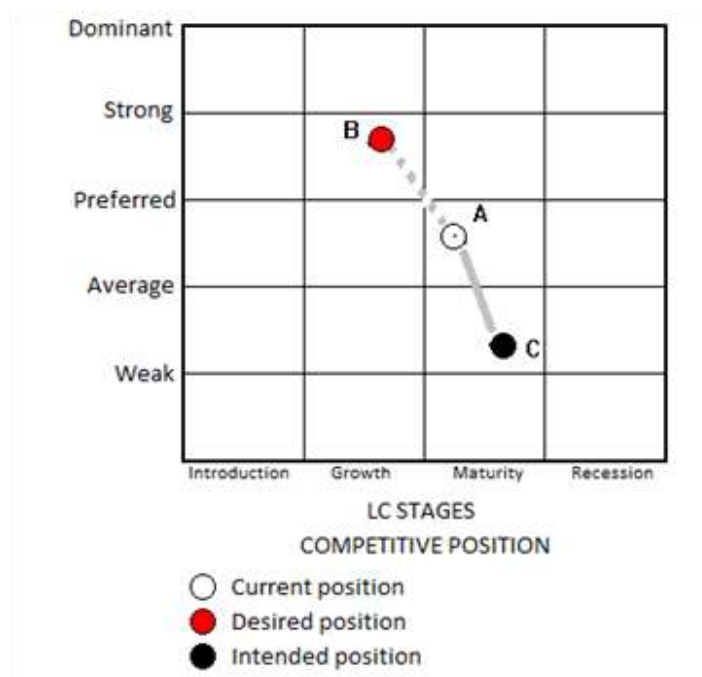 Dominant
Strong
B
Preferred
A
Average
C
Weak
Introduction Growth Maturity Recession
LC STAGES
COMPETITIVE POSITION
Current position
Desired position
Intended position